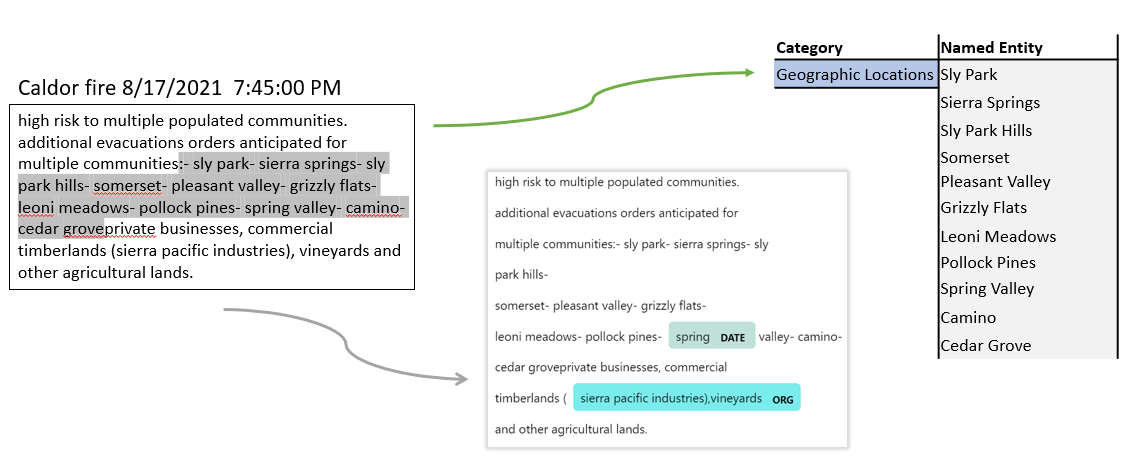 Caldor fire 8/17/2021 7:45:00 PM
high risk to multiple populated communities.
additional evacuations orders anticipated for
multiple communities:- sly park- sierra springs- sly
park hills- somerset- pleasant valley- grizzly flats-
leoni meadows- pollock pines- spring valley- camino-
cedar groveprivate businesses, commercial
timberlands (sierra pacific industries), vineyards and
other agricultural lands.
high risk to multiple populated communities.
additional evacuations orders anticipated for
multiple communities:- sly park- sierra springs- sly
park hills-
somerset- pleasant valley- grizzly flats-
leoni meadows- pollock pines- spring DATE valley- camino-
cedar groveprivate businesses, commercial
timberlands ( sierra pacific industries),vineyards ORG
and other agricultural lands.
Category Named Entity
Geographic Locations Sly Park
Sierra Springs
Sly Park Hills
Somerset
Pleasant Valley
Grizzly Flats
Leoni Meadows
Pollock Pines
Spring Valley
Camino
Cedar Grove